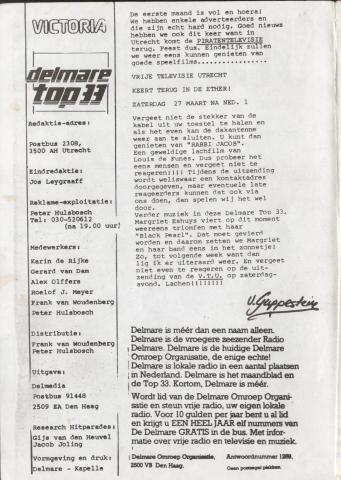 VICTORIA
delmare
top 33
Redaktie-adres:
Postbus 2308,
3500 AH Utrecht
Eindredaktie:
Jos Leygraaff
Reklame-exploitatie:
Peter Hulsbosch
Tel: 030-520612
(na 19.00 uur)
Medewerkers:
Karin de Rijke
Gerard van Dam
Alex Olffers
Roelof J. Meyer
Frank van Woudenberg
Peter Hulsbosch
Distributie:
Frank van Woudenberg
Peter Hulsbosch
Uitgave:
Delmedia
Postbus 91448
2509 EA Den Haag
Research Hitparades:
Gijs van den Heuvel
Jacob Joling
Vormgeving en druk:
Delmare - Kapelle
De eerste maand is vol en hoera!
We hebben enkele adverteerders en
die zijn echt hard nodig. Goed nieuws
hebben we ook dit keer want in
Utrecht komt de PIRATENTELEVISIE
terug. Feest dus. Eindelijk zullen
we weer eens kunnen genieten van
goede speelfilms................
VRIJE TELEVISIE UTRECHT
KEERT TERUG IN DE ETHER!
ZATERDAG 27 MAART NA NED. 1
Vergeet niet de stekker van de
kabel uit uw toestel te halen en
als het even kan de dakantenne
weer aan te sluiten. U kunt dan
genieten van "RABBI JACOB".
Een geweldige lachfilm van
Louis de Funes. Dus probeer het
eens mensen en vergeet niet te
reageren!!!! Tijdens de uitzending
wordt weliswaar een kontaktadres
doorgegeven, maar eventuele late
reageerders kunnen dat ook via
ons doen, dan spelen wij het wel
door.
Verder muziek in deze Delmare Top 33.
Margriet Eshuys viert op dit moment
weereens triomfen met haar
"Black Pearl". Dat moet gevierd
worden en daarom zetten we Margriet
en haar band eens in het zonnetje!
Zo, tot volgende week want dan
lig ik er uiteraard weer. En vergeet
niet even te reageren op de uit-
zending van de V.T.U. op zaterdag-
avond. Lachen!!!!!!!
Delmare is méér dan een naam alleen.
Delmare is de vroegere zeezender Radio
Delmare. Delmare is de huidige Delmare
Omroep Organisatie, de enige echte!
Delmare is lokale radio in een aantal plaatsen
in Nederland. Delmare is het maandblad en
de Top 33. Kortom, Delmare is méér.
Wordt lid van de Delmare Omroep Organi-
satie en steun vrije radio, uw eigen lokale
radio. Voor 10 gulden per jaar bent u al lid
en krijgt u EEN HEEL JAAR elf nummers van
De Delmare GRATIS in de bus. Met infor-
matie over vrije radio en televisie en muziek.
Delmare Omroep Organisatie, Antwoordnummer 1289,
2500 VB Den Haag. Geen postzegel plakken.